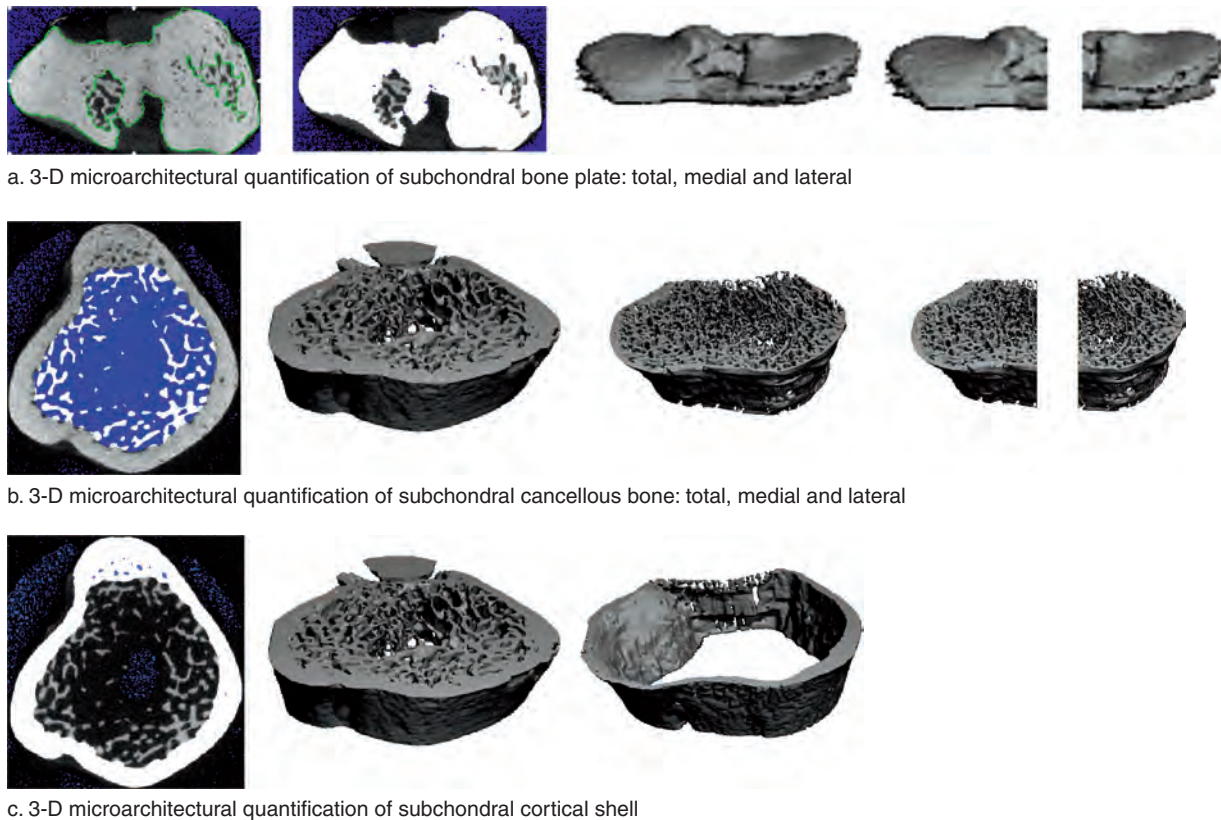 a. 3-D microarchitectural quantification of subchondral bone plate: total, medial and lateral
b. 3-D microarchitectural quantification of subchondral cancellous bone: total, medial and lateral
c. 3-D microarchitectural quantification of subchondral cortical shell